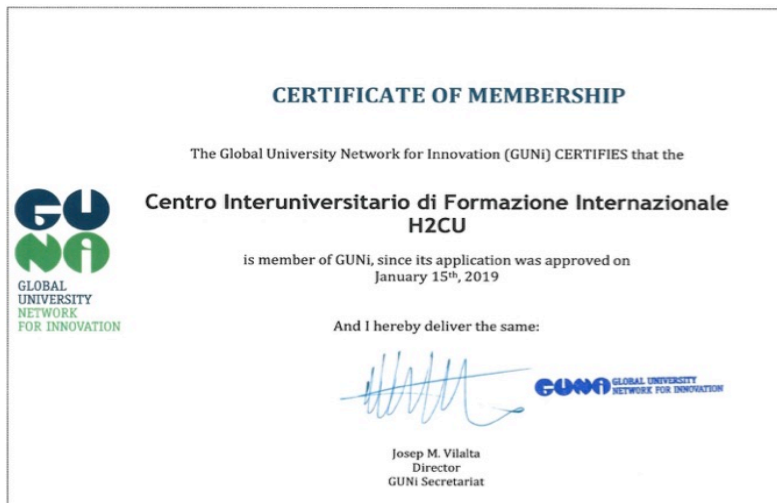 CERTIFICATE OF MEMBERSHIP
The Global University Network for Innovation (GUNi) CERTIFIES that the
Centro Interuniversitario di Formazione Internazionale
H2CU
is member of GUNi, since its application was approved on
January 15th, 2019
And I hereby deliver the same:
GUNi
GLOBAL
UNIVERSITY
NETWORK
FOR INNOVATION
GUNi GLOBAL UNIVERSITY
NETWORK FOR INNOVATION
Josep M. Vilalta
Director
GUNi Secretariat